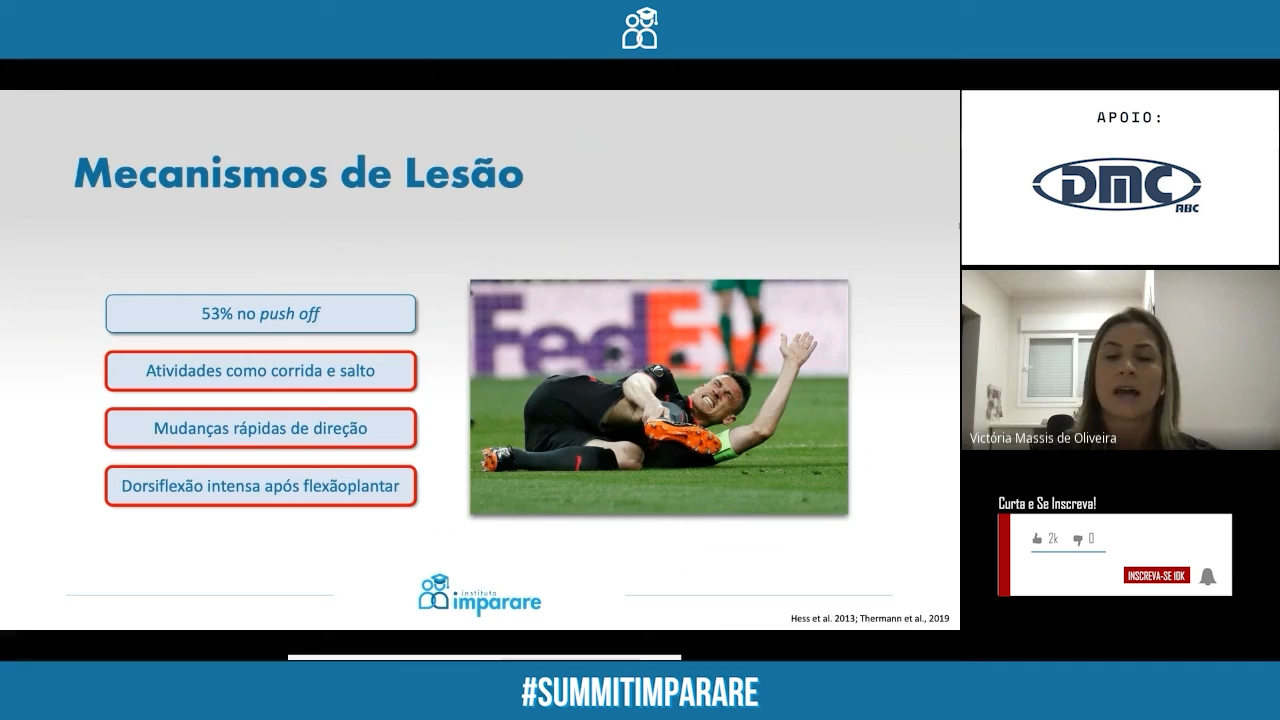 Mecanismos de Lesão
53% no push off
Atividades como corrida e salto
Mudanças rápidas de direção
Dorsiflexão intensa após flexãoplantar
FedEx
instituto
imparare
Hess et al. 2013; Thermann et al., 2019
APOIO:
DMC
ABC
Victória Massis de Oliveira
Curta e Se Inscreva!
2k 0
INSCREVA-SE 10K
#SUMMITIMPARARE